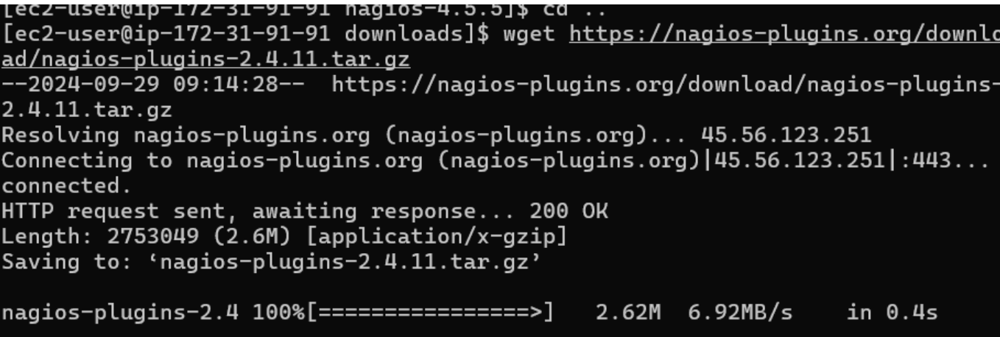 [ec2-user@ip-172-31-91-91 nagios-4.5.5]$ cd ..
[ec2-user@ip-172-31-91-91 downloads]$ wget https://nagios-plugins.org/downlo
ad/nagios-plugins-2.4.11.tar.gz
--2024-09-29 09:14:28--  https://nagios-plugins.org/download/nagios-plugins-
2.4.11.tar.gz
Resolving nagios-plugins.org (nagios-plugins.org)... 45.56.123.251
Connecting to nagios-plugins.org (nagios-plugins.org)|45.56.123.251|:443...
connected.
HTTP request sent, awaiting response... 200 OK
Length: 2753049 (2.6M) [application/x-gzip]
Saving to: ‘nagios-plugins-2.4.11.tar.gz’
nagios-plugins-2.4 100%[================>]   2.62M  6.92MB/s    in 0.4s